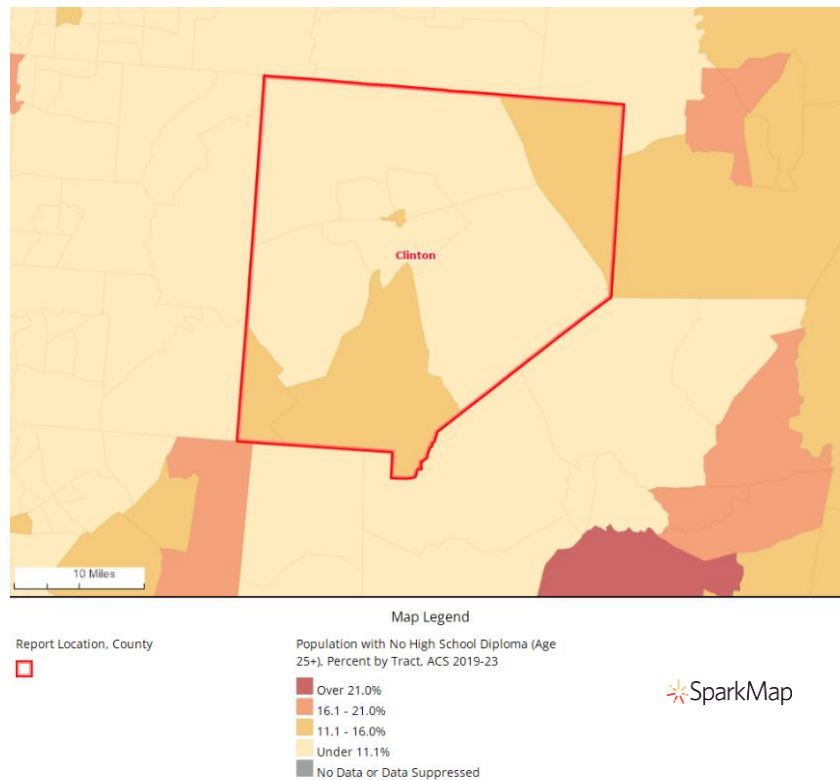 Clinton
10 Miles
Map Legend
Report Location, County
Population with No High School Diploma (Age
25+), Percent by Tract, ACS 2019-23
Over 21.0%
16.1 - 21.0%
11.1 - 16.0%
Under 11.1%
No Data or Data Suppressed
SparkMap